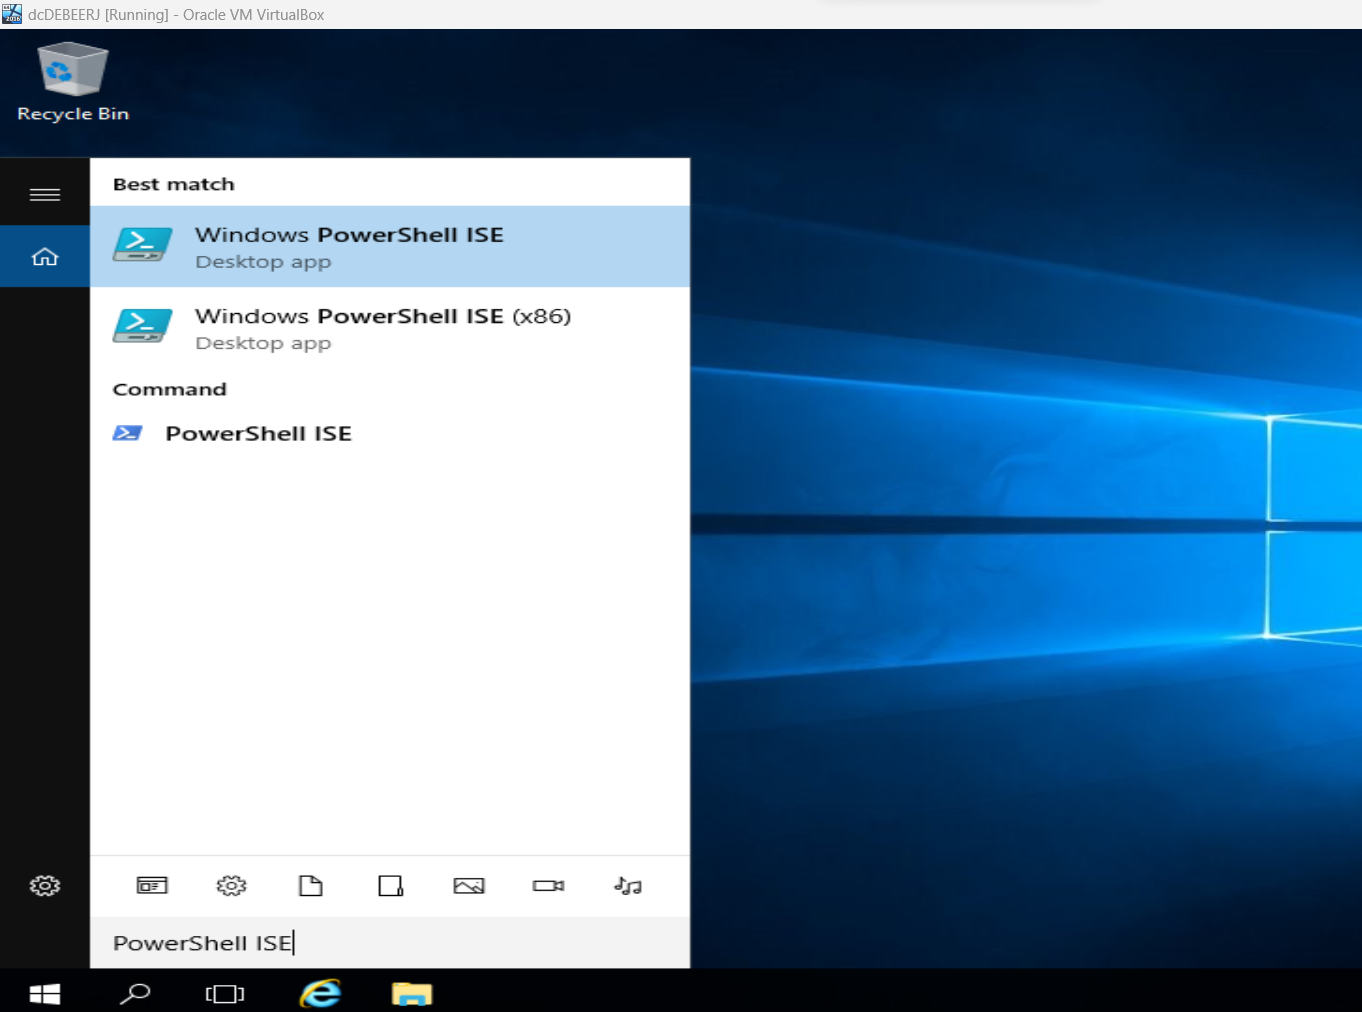 dcDEBEERJ [Running] - Oracle VM VirtualBox
Recycle Bin
Best match
Windows PowerShell ISE
Desktop app
Windows PowerShell ISE (x86)
Desktop app
Command
PowerShell ISE
PowerShell ISE